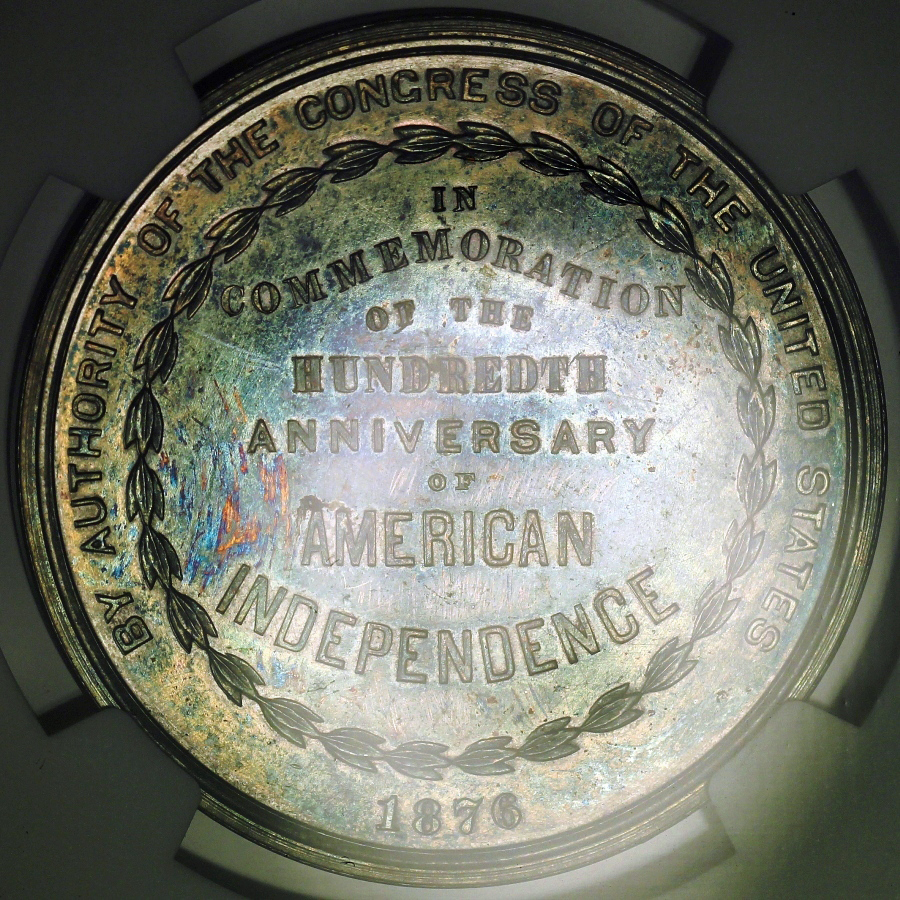 BY AUTHORITY OF THE CONGRESS OF THE UNITED STATES
IN
COMMEMORATION
OF THE
HUNDREDTH
ANNIVERSARY
OF
AMERICAN
INDEPENDENCE
1876